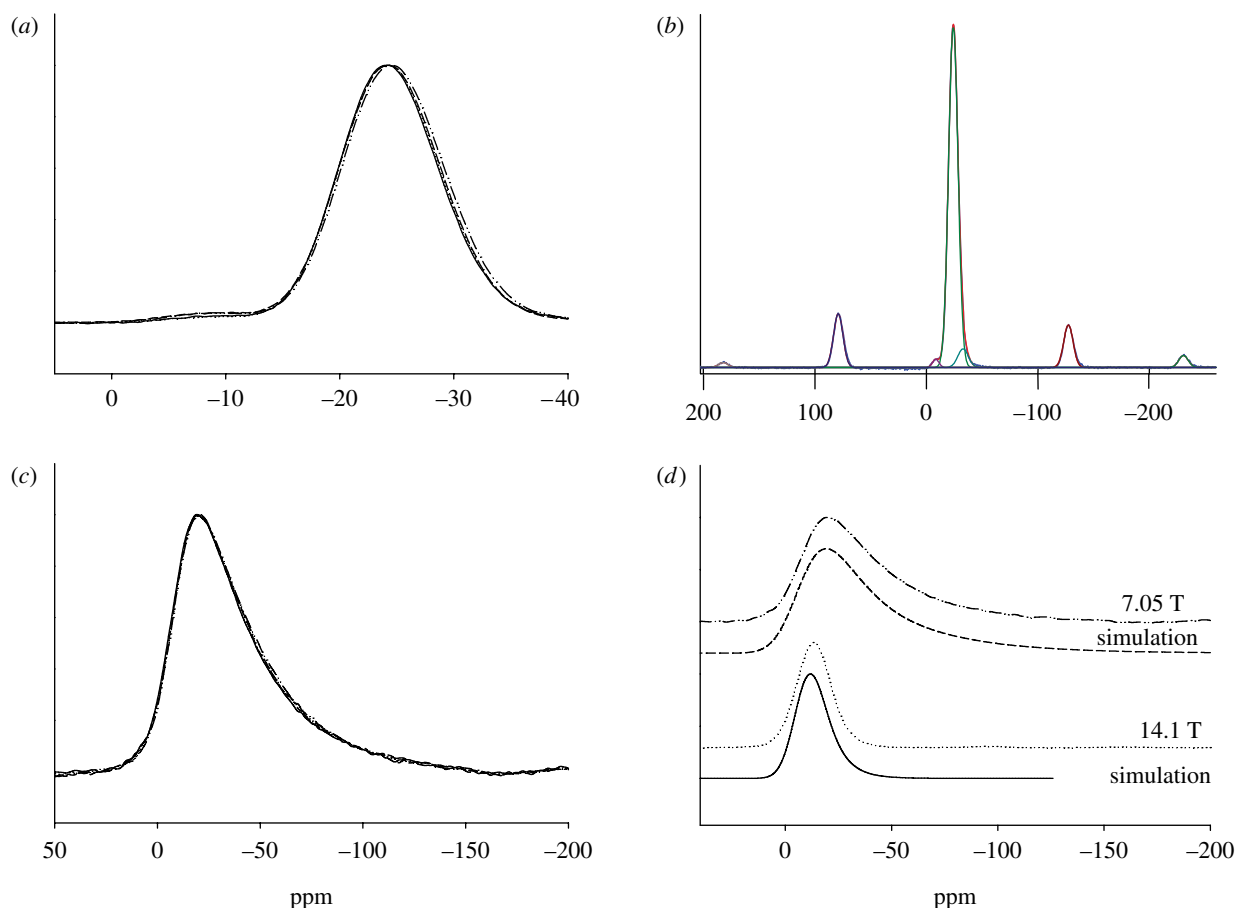 (a)
0 –10 –20 –30 –40
(b)
200 100 0 –100 –200
(c)
50 0 –50 –100 –150 –200
ppm
(d)
7.05 T
simulation
14.1 T
simulation
0 –50 –100 –150 –200
ppm